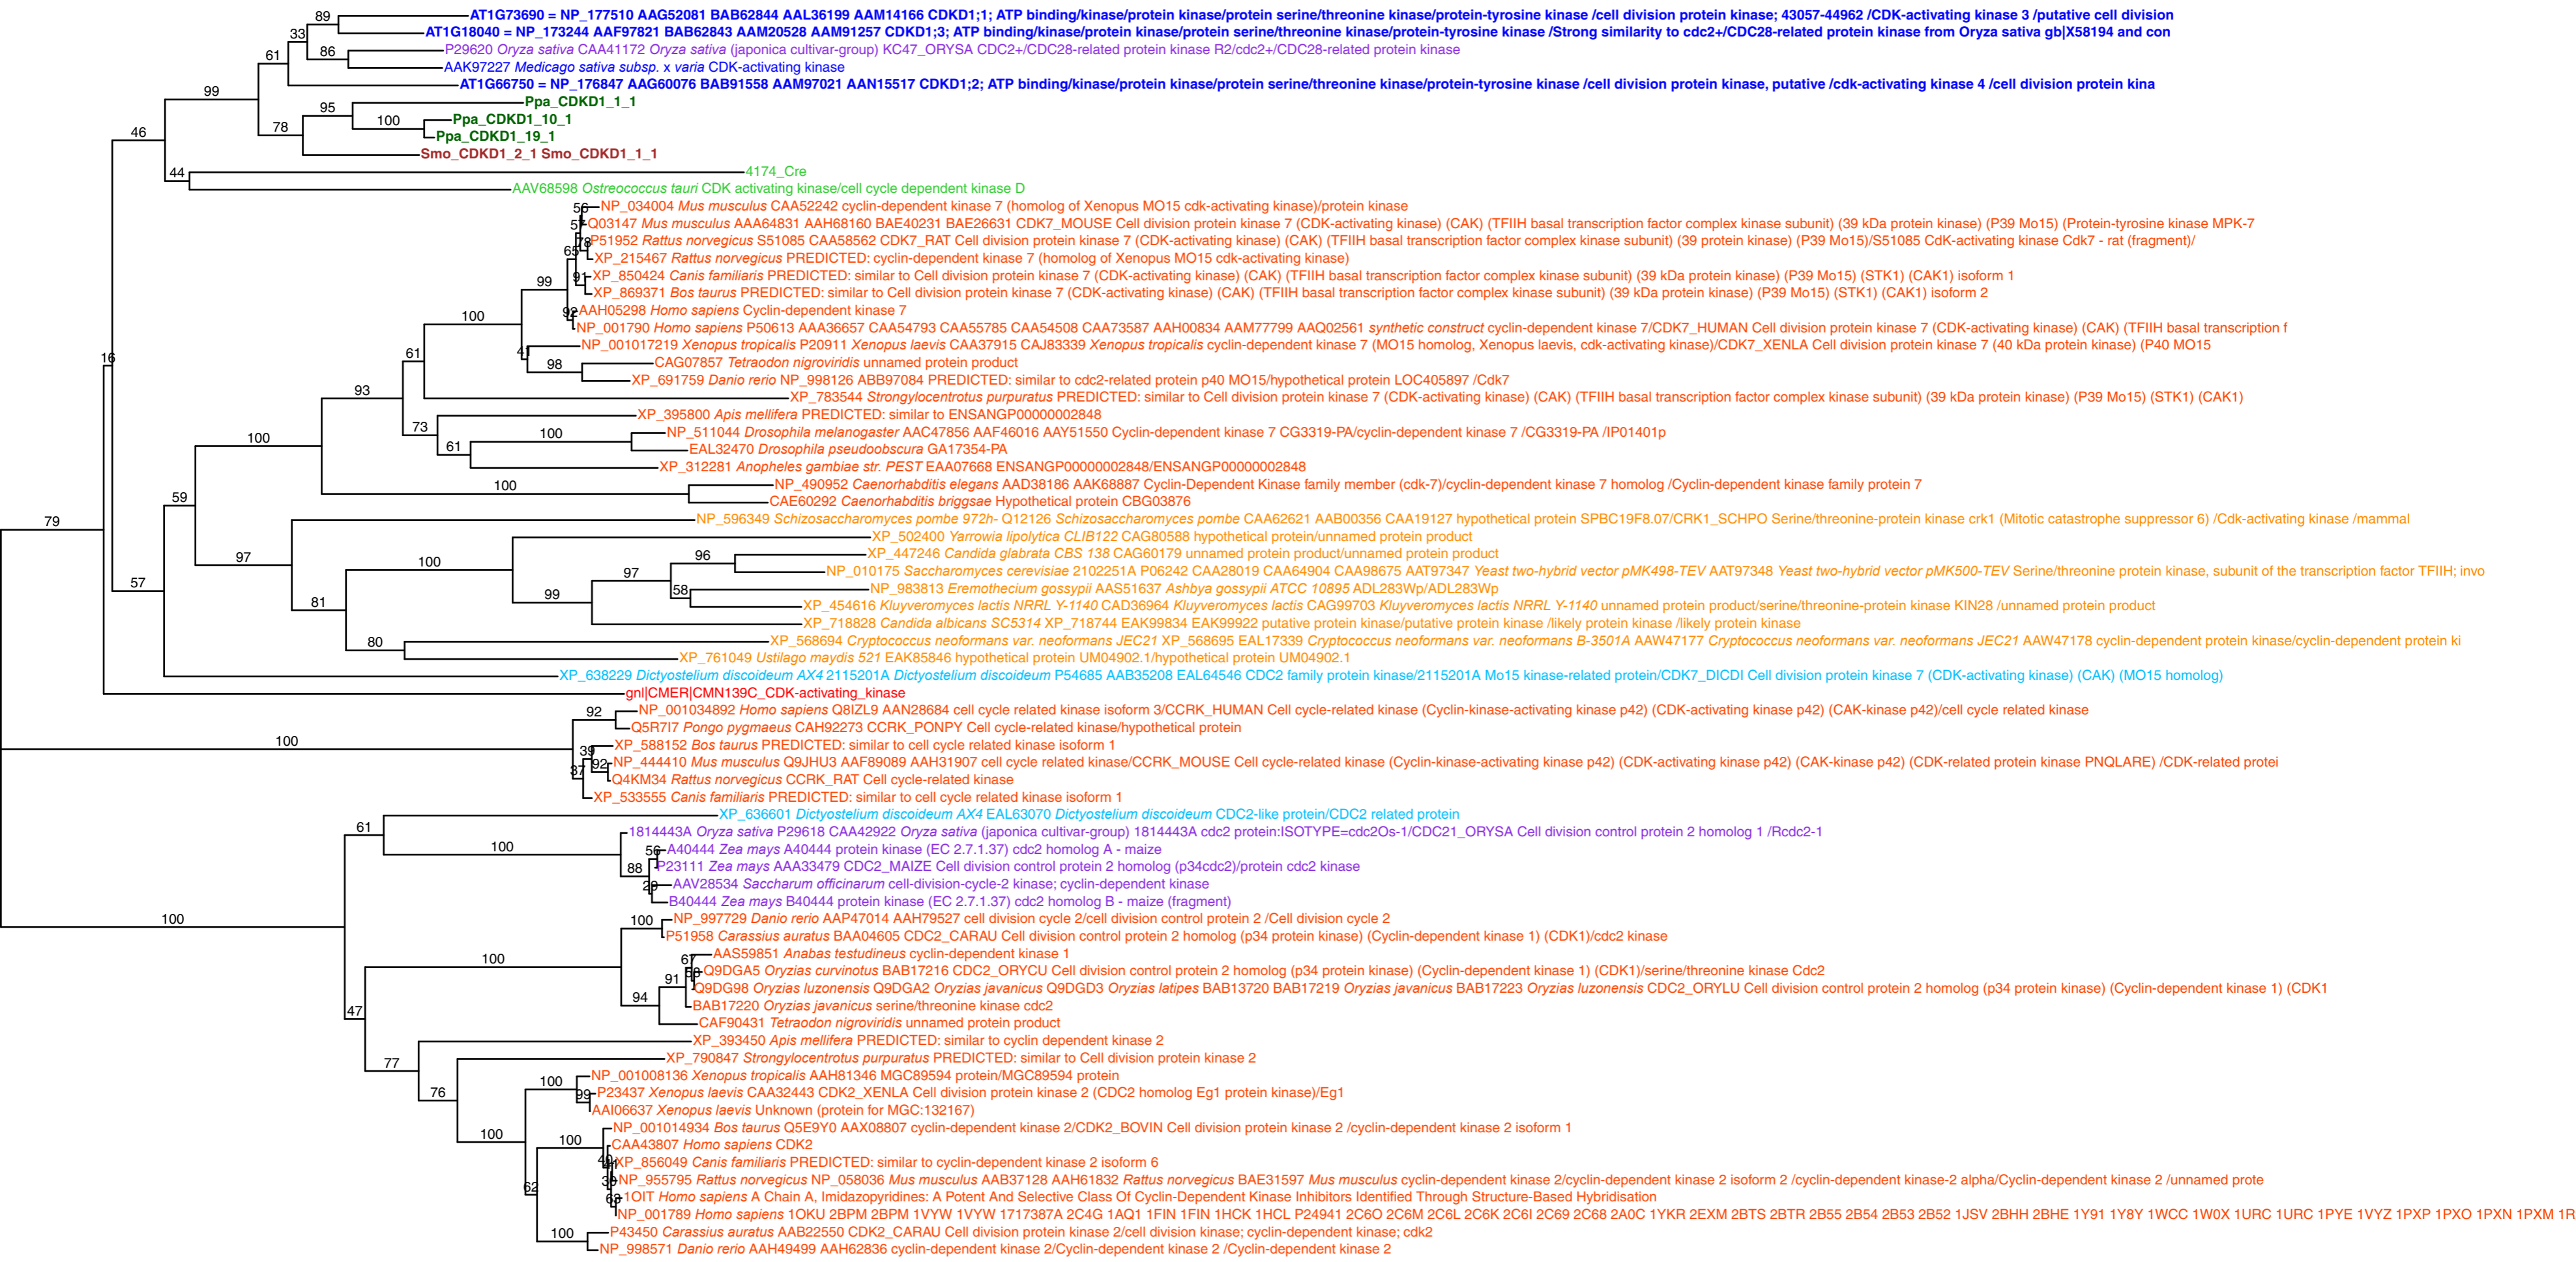 89
AT1G73690 = NP_177510 AAG52081 BAB62844 AAL36199 AAM14166 CDKD1;1; ATP binding/kinase/protein kinase/protein serine/threonine kinase/protein-tyrosine kinase /cell division protein kinase; 43057-44962 /CDK-activating kinase 3 /putative cell division
33
AT1G18040 = NP_173244 AAF97821 BAB62843 AAM20528 AAM91257 CDKD1;3; ATP binding/kinase/protein kinase/protein serine/threonine kinase/protein-tyrosine kinase /Strong similarity to cdc2+/CDC28-related protein kinase from Oryza sativa gb|X58194 and con
61 86
P29620 Oryza sativa CAA41172 Oryza sativa (japonica cultivar-group) KC47_ORYSA CDC2+/CDC28-related protein kinase R2/cdc2+/CDC28-related protein kinase
AAK97227 Medicago sativa subsp. x varia CDK-activating kinase
AT1G66750 = NP_176847 AAG60076 BAB91558 AAM97021 AAN15517 CDKD1;2; ATP binding/kinase/protein kinase/protein serine/threonine kinase/protein-tyrosine kinase /cell division protein kinase, putative /cdk-activating kinase 4 /cell division protein kina
99
95
Ppa_CDKD1_1_1
78 100
Ppa_CDKD1_10_1
46
Ppa_CDKD1_19_1
Smo_CDKD1_2_1 Smo_CDKD1_1_1
44
4174_Cre
AAV68598 Ostreococcus tauri CDK activating kinase/cell cycle dependent kinase D
56
NP_034004 Mus musculus CAA52242 cyclin-dependent kinase 7 (homolog of Xenopus MO15 cdk-activating kinase)/protein kinase
57
Q03147 Mus musculus AAA64831 AAH68160 BAE40231 BAE26631 CDK7_MOUSE Cell division protein kinase 7 (CDK-activating kinase) (CAK) (TFIIH basal transcription factor complex kinase subunit) (39 kDa protein kinase) (P39 Mo15) (Protein-tyrosine kinase MPK-7
78
P51952 Rattus norvegicus S51085 CAA58562 CDK7_RAT Cell division protein kinase 7 (CDK-activating kinase) (CAK) (TFIIH basal transcription factor complex kinase subunit) (39 protein kinase) (P39 Mo15)/S51085 CDK-activating kinase Cdk7 - rat (fragment)/
65
XP_215467 Rattus norvegicus PREDICTED: cyclin-dependent kinase 7 (homolog of Xenopus MO15 cdk-activating kinase)
91
XP_850424 Canis familiaris PREDICTED: similar to Cell division protein kinase 7 (CDK-activating kinase) (CAK) (TFIIH basal transcription factor complex kinase subunit) (39 kDa protein kinase) (P39 Mo15) (STK1) (CAK1) isoform 1
99
XP_869371 Bos taurus PREDICTED: similar to Cell division protein kinase 7 (CDK-activating kinase) (CAK) (TFIIH basal transcription factor complex kinase subunit) (39 kDa protein kinase) (P39 Mo15) (STK1) (CAK1) isoform 2
92
AAH05298 Homo sapiens Cyclin-dependent kinase 7
100
NP_001790 Homo sapiens P50613 AAA36657 CAA54793 CAA55785 CAA54508 CAA73587 AAH00834 AAM77799 AAQ02561 synthetic construct cyclin-dependent kinase 7/CDK7_HUMAN Cell division protein kinase 7 (CDK-activating kinase) (CAK) (TFIIH basal transcription f
16 61 41
NP_001017219 Xenopus tropicalis P20911 Xenopus laevis CAA37915 CAJ83339 Xenopus tropicalis cyclin-dependent kinase 7 (MO15 homolog, Xenopus laevis, cdk-activating kinase)/CDK7_XENLA Cell division protein kinase 7 (40 kDa protein kinase) (P40 MO15
98
CAG07857 Tetraodon nigroviridis unnamed protein product
XP_691759 Danio rerio NP_998126 ABB97084 PREDICTED: similar to cdc2-related protein p40 MO15/hypothetical protein LOC405897 /Cdk7
93
XP_783544 Strongylocentrotus purpuratus PREDICTED: similar to Cell division protein kinase 7 (CDK-activating kinase) (CAK) (TFIIH basal transcription factor complex kinase subunit) (39 kDa protein kinase) (P39 Mo15) (STK1) (CAK1)
XP_395800 Apis mellifera PREDICTED: similar to ENSANGP00000002848
73 100
NP_511044 Drosophila melanogaster AAC47856 AAF46016 AAY51550 Cyclin-dependent kinase 7 CG3319-PA/cyclin-dependent kinase 7 /CG3319-PA /IP01401p
100 61
EAL32470 Drosophila pseudoobscura GA17354-PA
XP_312281 Anopheles gambiae str. PEST EAA07668 ENSANGP00000002848/ENSANGP00000002848
100
NP_490952 Caenorhabditis elegans AAD38186 AAK68887 Cyclin-Dependent Kinase family member (cdk-7)/cyclin-dependent kinase 7 homolog /Cyclin-dependent kinase family protein 7
59
CAE60292 Caenorhabditis briggsae Hypothetical protein CBG03876
79
NP_596349 Schizosaccharomyces pombe 972h- Q12126 Schizosaccharomyces pombe CAA62621 AAB00356 CAA19127 hypothetical protein SPBC19F8.07/CRK1_SCHPO Serine/threonine-protein kinase crk1 (Mitotic catastrophe suppressor 6) /Cdk-activating kinase /mammal
XP_502400 Yarrowia lipolytica CLIB122 CAG80588 hypothetical protein/unnamed protein product
97 100 96
XP_447246 Candida glabrata CBS 138 CAG60179 unnamed protein product/unnamed protein product
57 97
NP_010175 Saccharomyces cerevisiae 2102251A P06242 CAA28019 CAA64904 CAA98675 AAT97347 Yeast two-hybrid vector pMK498-TEV AAT97348 Yeast two-hybrid vector pMK500-TEV Serine/threonine protein kinase, subunit of the transcription factor TFIIH; invo
99 58
NP_983813 Eremothecium gossypii AAS51637 Ashbya gossypii ATCC 10895 ADL283Wp/ADL283Wp
81
XP_454616 Kluyveromyces lactis NRRL Y-1140 CAD36964 Kluyveromyces lactis CAG99703 Kluyveromyces lactis NRRL Y-1140 unnamed protein product/serine/threonine-protein kinase KIN28 /unnamed protein product
XP_718828 Candida albicans SC5314 XP_718744 EAK99834 EAK99922 putative protein kinase/putative protein kinase /likely protein kinase /likely protein kinase
80
XP_568694 Cryptococcus neoformans var. neoformans JEC21 XP_568695 EAL17339 Cryptococcus neoformans var. neoformans B-3501A AAW47177 Cryptococcus neoformans var. neoformans JEC21 AAW47178 cyclin-dependent protein kinase/cyclin-dependent protein ki
XP_761049 Ustilago maydis 521 EAK85846 hypothetical protein UM04902.1/hypothetical protein UM04902.1
XP_638229 Dictyostelium discoideum AX4 2115201A Dictyostelium discoideum P54685 AAB35208 EAL64546 CDC2 family protein kinase/2115201A Mo15 kinase-related protein/CDK7_DICDI Cell division protein kinase 7 (CDK-activating kinase) (CAK) (MO15 homolog)
gnl|CMER|CMN139C_CDK-activating_kinase
92
NP_001034892 Homo sapiens Q8IZL9 AAN28684 cell cycle related kinase isoform 3/CCRK_HUMAN Cell cycle-related kinase (Cyclin-kinase-activating kinase p42) (CDK-activating kinase p42) (CAK-kinase p42)/cell cycle related kinase
Q5R7I7 Pongo pygmaeus CAH92273 CCRK_PONPY Cell cycle-related kinase/hypothetical protein
100 39
XP_588152 Bos taurus PREDICTED: similar to cell cycle related kinase isoform 1
37 92
NP_444410 Mus musculus Q9JHU3 AAF89089 AAH31907 cell cycle related kinase/CCRK_MOUSE Cell cycle-related kinase (Cyclin-kinase-activating kinase p42) (CDK-activating kinase p42) (CAK-kinase p42) (CDK-related protein kinase PNQLARE) /CDK-related protei
Q4KM34 Rattus norvegicus CCRK_RAT Cell cycle-related kinase
XP_533555 Canis familiaris PREDICTED: similar to cell cycle related kinase isoform 1
61
XP_636601 Dictyostelium discoideum AX4 EAL63070 Dictyostelium discoideum CDC2-like protein/CDC2 related protein
1814443A Oryza sativa P29618 CAA42922 Oryza sativa (japonica cultivar-group) 1814443A cdc2 protein:ISOTYPE=cdc2Os-1/CDC21_ORYSA Cell division control protein 2 homolog 1 /Rcdc2-1
100 56
A40444 Zea mays A40444 protein kinase (EC 2.7.1.37) cdc2 homolog A - maize
88
P23111 Zea mays AAA33479 CDC2_MAIZE Cell division control protein 2 homolog (p34cdc2)/protein cdc2 kinase
AAV28534 Saccharum officinarum cell-division-cycle-2 kinase; cyclin-dependent kinase
B40444 Zea mays B40444 protein kinase (EC 2.7.1.37) cdc2 homolog B - maize (fragment)
100 100
NP_997729 Danio rerio AAP47014 AAH79527 cell division cycle 2/cell division control protein 2 /Cell division cycle 2
P51958 Carassius auratus BAA04605 CDC2_CARAU Cell division control protein 2 homolog (p34 protein kinase) (Cyclin-dependent kinase 1) (CDK1)/cdc2 kinase
100 67
AAS59851 Anabas testudineus cyclin-dependent kinase 1
91
Q9DGA5 Oryzias curvinotus BAB17216 CDC2_ORYCU Cell division control protein 2 homolog (p34 protein kinase) (Cyclin-dependent kinase 1) (CDK1)/serine/threonine kinase Cdc2
94
Q9DG98 Oryzias luzonensis Q9DGA2 Oryzias javanicus Q9DGD3 Oryzias latipes BAB13720 BAB17219 Oryzias javanicus BAB17223 Oryzias luzonensis CDC2_ORYLU Cell division control protein 2 homolog (p34 protein kinase) (Cyclin-dependent kinase 1) (CDK1
47
BAB17220 Oryzias javanicus serine/threonine kinase cdc2
CAF90431 Tetraodon nigroviridis unnamed protein product
XP_393450 Apis mellifera PREDICTED: similar to cyclin dependent kinase 2
77
XP_790847 Strongylocentrotus purpuratus PREDICTED: similar to Cell division protein kinase 2
100
NP_001008136 Xenopus tropicalis AAH81346 MGC89594 protein/MGC89594 protein
76 99
P23437 Xenopus laevis CAA32443 CDK2_XENLA Cell division protein kinase 2 (CDC2 homolog Eg1 protein kinase)/Eg1
AAI06637 Xenopus laevis Unknown (protein for MGC:132167)
100 100
NP_001014934 Bos taurus Q5E9Y0 AAX08807 cyclin-dependent kinase 2/CDK2_BOVIN Cell division protein kinase 2 /cyclin-dependent kinase 2 isoform 1
CAA43807 Homo sapiens CDK2
XP_856049 Canis familiaris PREDICTED: similar to cyclin-dependent kinase 2 isoform 6
62
NP_955795 Rattus norvegicus NP_058036 Mus musculus AAB37128 AAH61832 Rattus norvegicus BAE31597 Mus musculus cyclin-dependent kinase 2/cyclin-dependent kinase 2 isoform 2 /cyclin-dependent kinase-2 alpha/Cyclin-dependent kinase 2 /unnamed prote
1OIT Homo sapiens A Chain A, Imidazopyridines: A Potent And Selective Class Of Cyclin-Dependent Kinase Inhibitors Identified Through Structure-Based Hybridisation
NP_001789 Homo sapiens 1OKU 2BPM 2BPM 1VYW 1VYW 1717387A 2C4G 1AQ1 1FIN 1FIN 1HCK 1HCL P24941 2C6O 2C6M 2C6L 2C6K 2C6I 2C69 2C68 2A0C 1YKR 2EXM 2BTS 2BTR 2B55 2B54 2B53 2B52 1JSV 2BHH 2BHE 1Y91 1Y8Y 1WCC 1W0X 1URC 1URC 1PYE 1VYZ 1PXP 1PXO 1PXN 1PXM 1R
100
P43450 Carassius auratus AAB22550 CDK2_CARAU Cell division protein kinase 2/cell division kinase; cyclin-dependent kinase; cdk2
NP_998571 Danio rerio AAH49499 AAH62836 cyclin-dependent kinase 2/Cyclin-dependent kinase 2 /Cyclin-dependent kinase 2